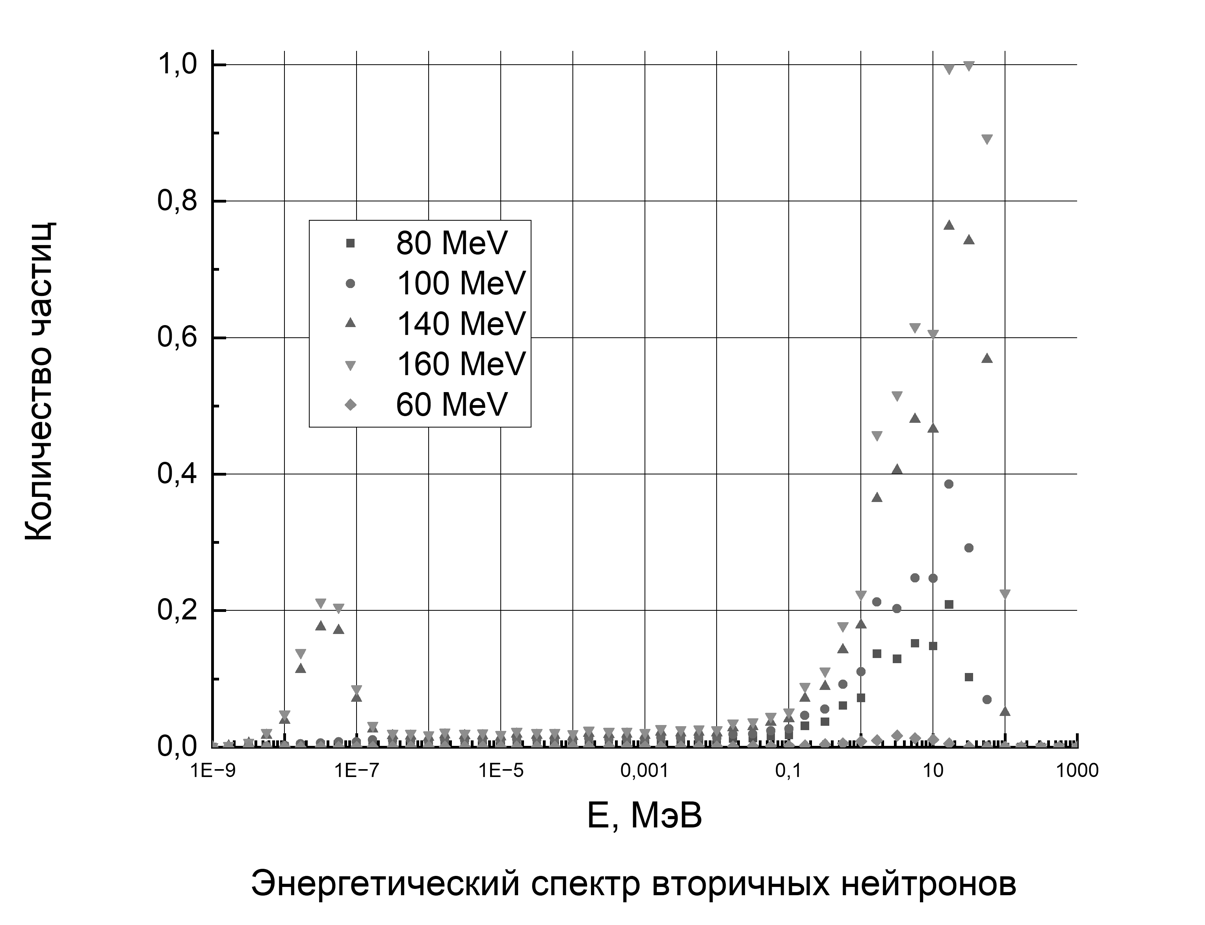 Количество частиц
1,0
0,8
0,6
0,4
0,2
0,0
80 MeV
100 MeV
140 MeV
160 MeV
60 MeV
1E-9 1E-7 1E-5 0,001 0,1 10 1000
Е, МэВ
Энергетический спектр вторичных нейтронов